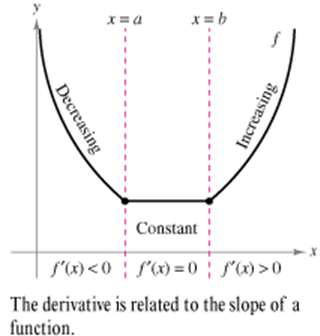 y
x = a x = b
f
Decreasing Increasing
Constant
x
f′(x) < 0 f′(x) = 0 f′(x) > 0
The derivative is related to the slope of a
function.